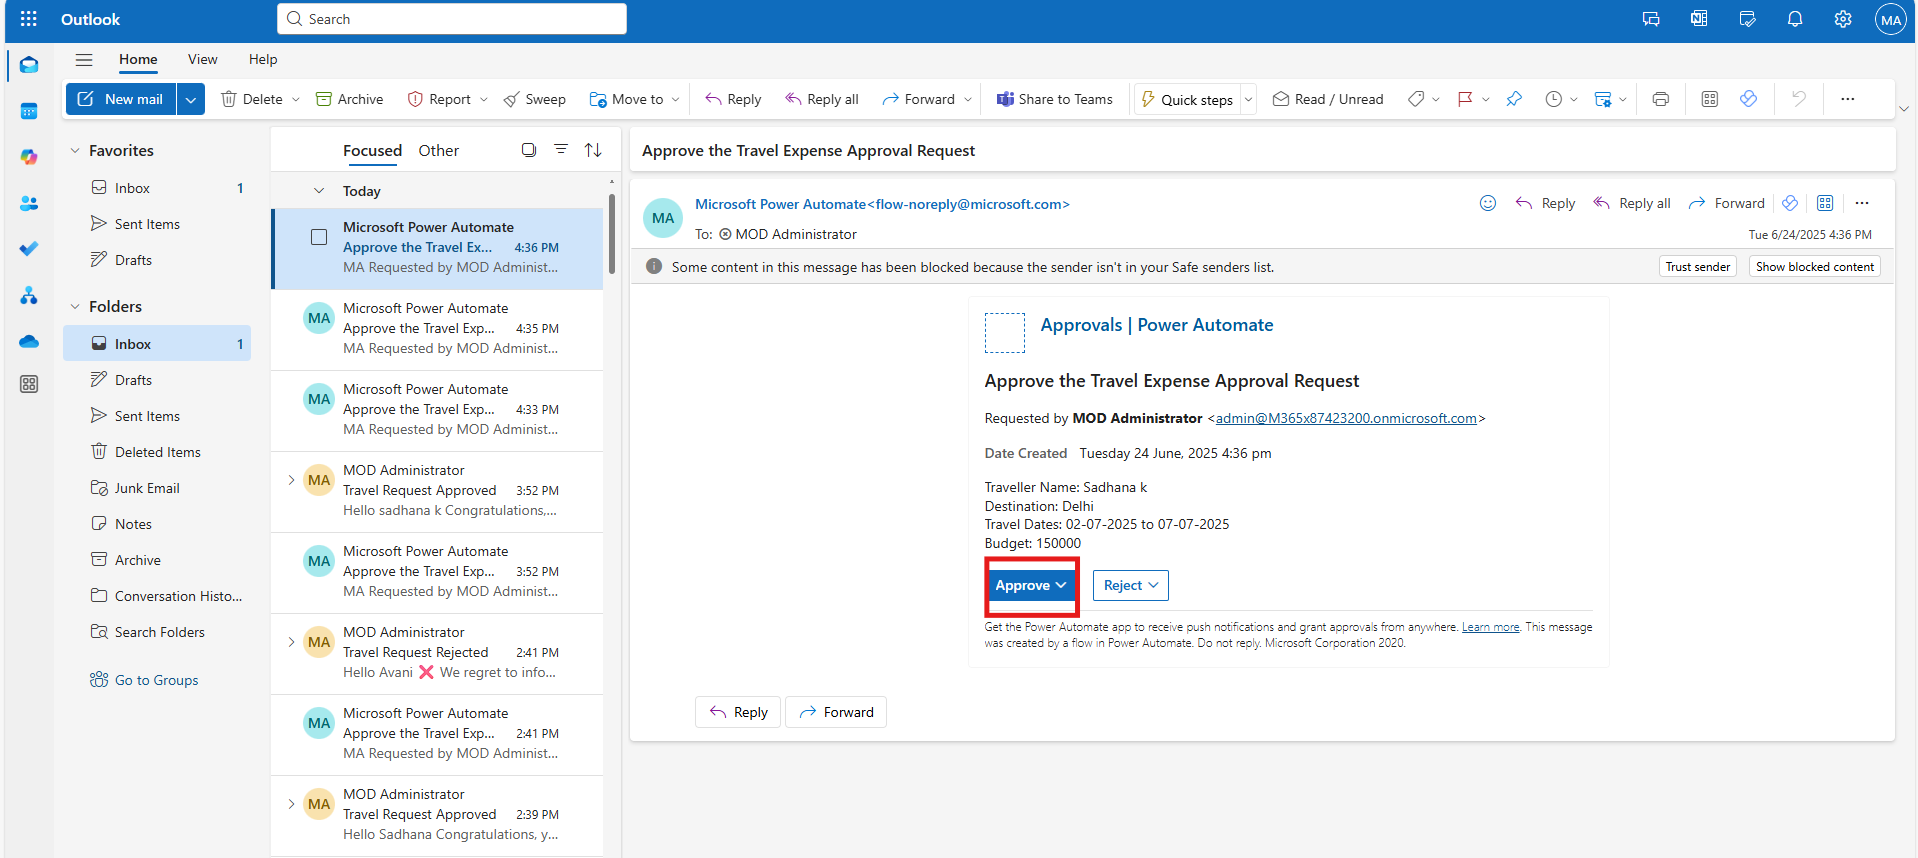 Outlook
Search
MA
Home View Help
New mail Delete Archive Report Sweep Move to Reply Reply all Forward Share to Teams Quick steps Read / Unread ...
Favorites
Inbox 1
Sent Items
Drafts
Folders
Inbox 1
Drafts
Sent Items
Deleted Items
Junk Email
Notes
Archive
Conversation Histo...
Search Folders
Go to Groups
Focused Other
Today
Microsoft Power Automate
Approve the Travel Ex... 4:36 PM
MA Requested by MOD Administ...
MA
Microsoft Power Automate
Approve the Travel Exp... 4:35 PM
MA Requested by MOD Administ...
MA
Microsoft Power Automate
Approve the Travel Exp... 4:33 PM
MA Requested by MOD Administ...
MA
MOD Administrator
Travel Request Approved 3:52 PM
Hello sadhana k Congratulations,...
MA
Microsoft Power Automate
Approve the Travel Exp... 3:52 PM
MA Requested by MOD Administ...
MA
MOD Administrator
Travel Request Rejected 2:41 PM
Hello Avani ❌ We regret to info...
MA
Microsoft Power Automate
Approve the Travel Exp... 2:41 PM
MA Requested by MOD Administ...
MA
MOD Administrator
Travel Request Approved 2:39 PM
Hello Sadhana Congratulations, y...
Approve the Travel Expense Approval Request
MA
Microsoft Power Automate<flow-noreply@microsoft.com>
Reply Reply all Forward ...
To: MOD Administrator
Tue 6/24/2025 4:36 PM
Some content in this message has been blocked because the sender isn't in your Safe senders list.
Trust sender Show blocked content
Approvals | Power Automate
Approve the Travel Expense Approval Request
Requested by MOD Administrator <admin@M365x87423200.onmicrosoft.com>
Date Created Tuesday 24 June, 2025 4:36 pm
Traveller Name: Sadhana k
Destination: Delhi
Travel Dates: 02-07-2025 to 07-07-2025
Budget: 150000
Approve Reject
Get the Power Automate app to receive push notifications and grant approvals from anywhere. Learn more. This message
was created by a flow in Power Automate. Do not reply. Microsoft Corporation 2020.
Reply Forward